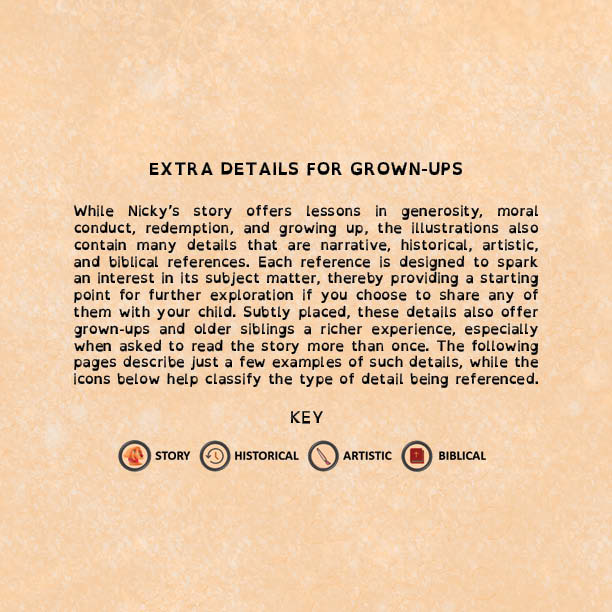 EXTRA DETAILS FOR GROWN-UPS
While Nicky's story offers lessons in generosity, moral
conduct, redemption, and growing up, the illustrations also
contain many details that are narrative, historical, artistic,
and biblical references. Each reference is designed to spark
an interest in its subject matter, thereby providing a starting
point for further exploration if you choose to share any of
them with your child. Subtly placed, these details also offer
grown-ups and older siblings a richer experience, especially
when asked to read the story more than once. The following
pages describe just a few examples of such details, while the
icons below help classify the type of detail being referenced.
KEY
STORY HISTORICAL ARTISTIC BIBLICAL